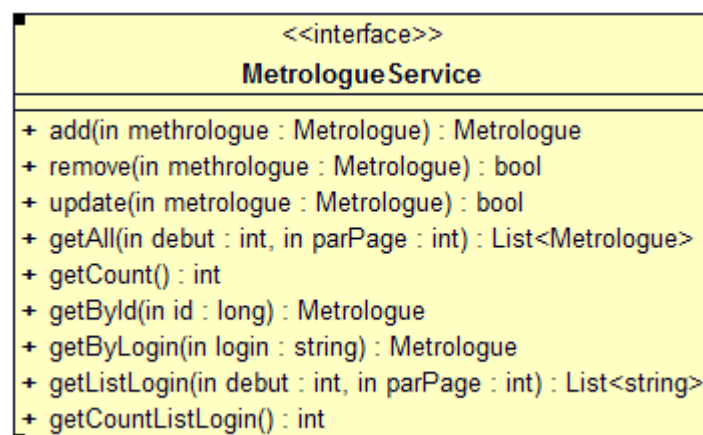 <<interface>>
MetrologueService
+ add(in methrologue : Metrologue) : Metrologue
+ remove(in methrologue : Metrologue) : bool
+ update(in metrologue : Metrologue) : bool
+ getAll(in debut : int, in parPage : int) : List<Metrologue>
+ getCount() : int
+ getById(in id : long) : Metrologue
+ getByLogin(in login : string) : Metrologue
+ getListLogin(in debut : int, in parPage : int) : List<string>
+ getCountListLogin() : int